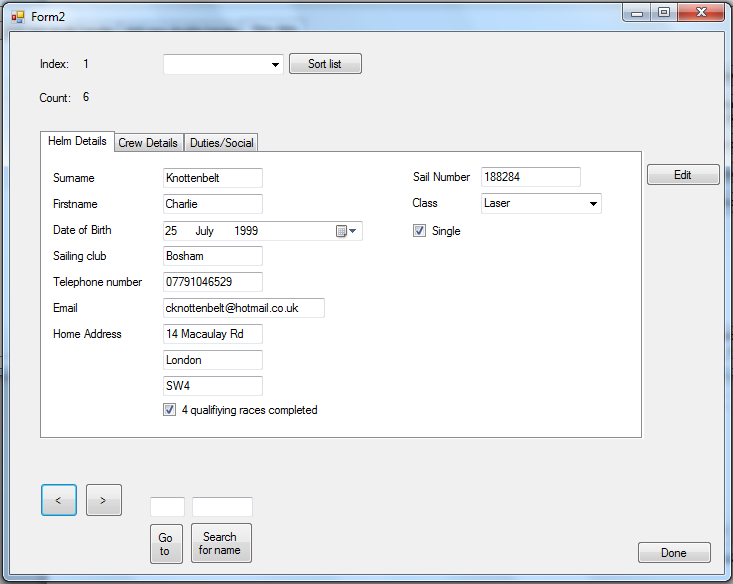 Form2
Index: 1
Sort list
Count: 6
Helm Details Crew Details Duties/Social
Surname Knottenbelt Sail Number 188284 Edit
Firstname Charlie Class Laser
Date of Birth 25 July 1999 Single
Sailing club Bosham
Telephone number 07791046529
Email cknottenbelt@hotmail.co.uk
Home Address 14 Macaulay Rd
London
SW4
4 qualifiying races completed
< >
Go
to
Search
for name
Done